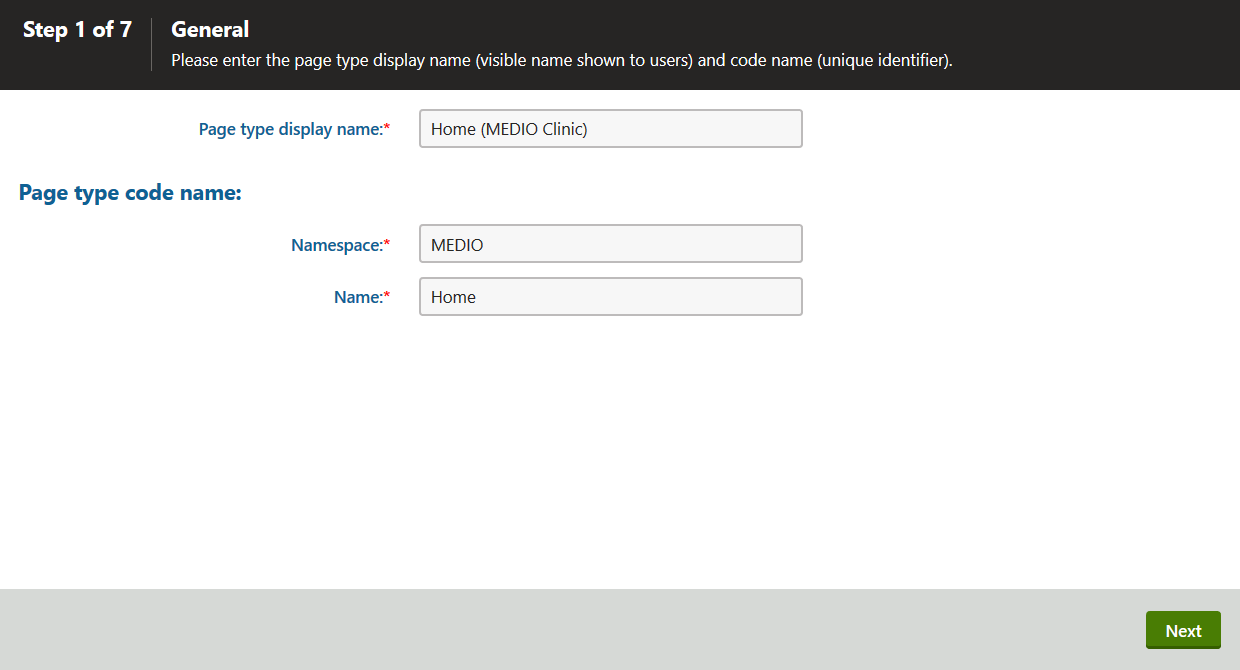 Step 1 of 7
General
Please enter the page type display name (visible name shown to users) and code name (unique identifier).
Page type display name:* Home (MEDIO Clinic)
Page type code name:
Namespace:* MEDIO
Name:* Home
Next